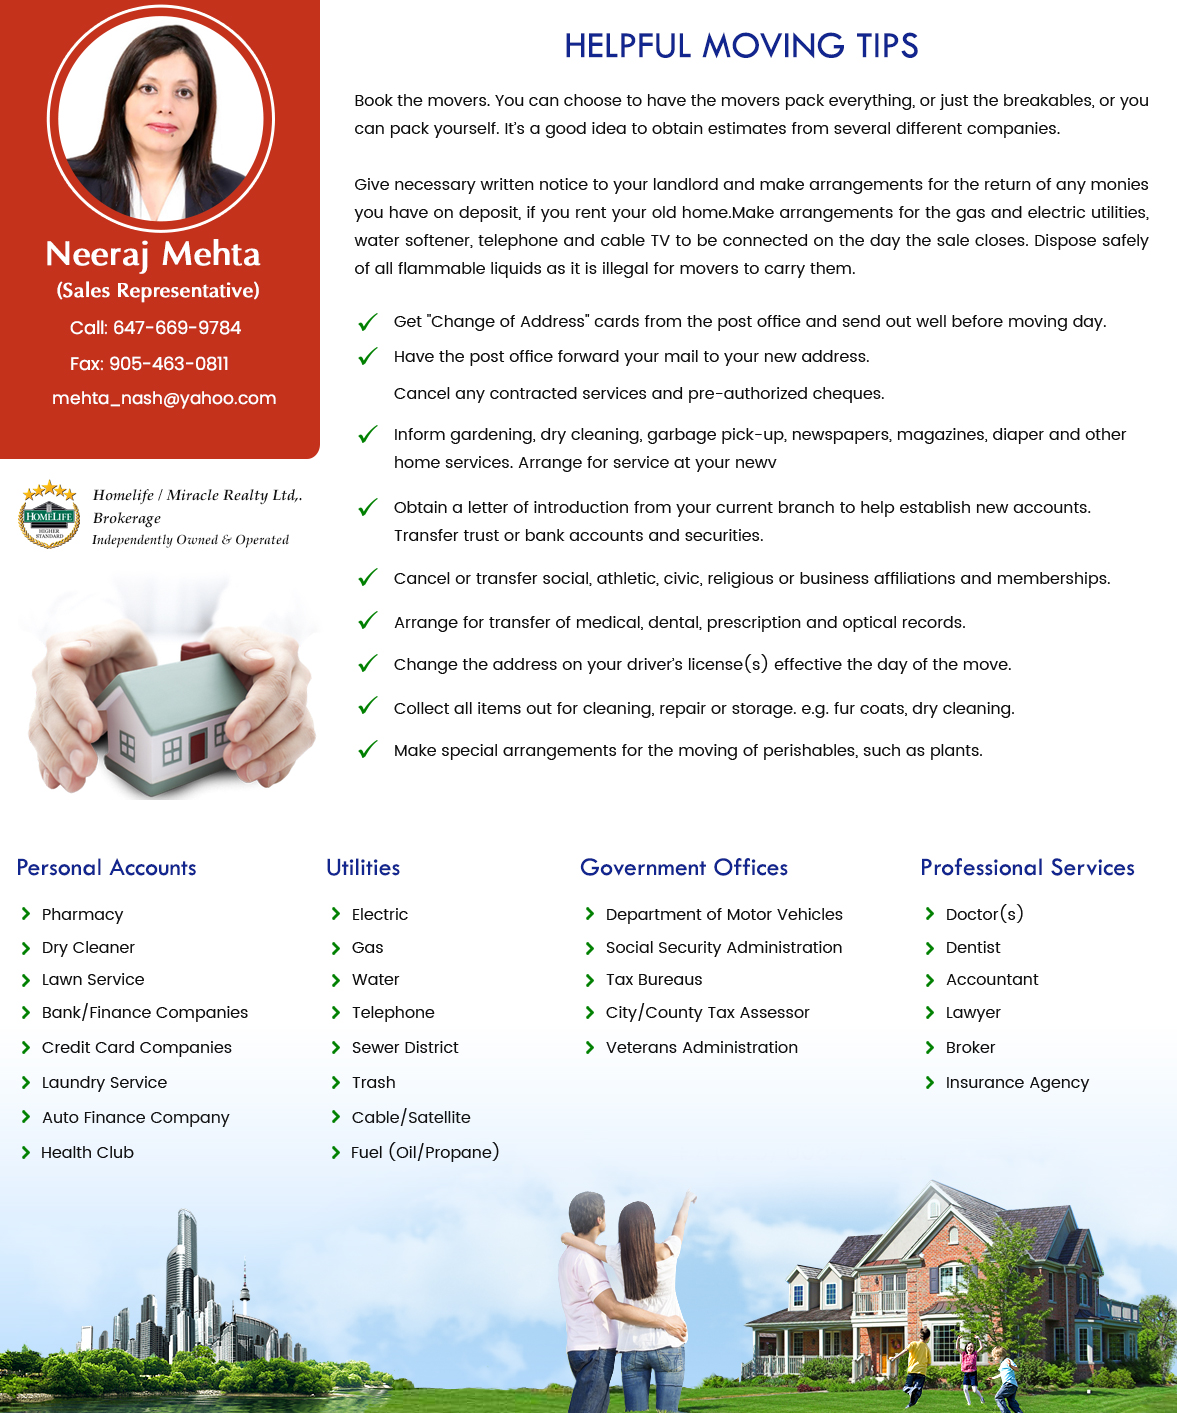 Neeraj Mehta
(Sales Representative)
Call: 647-669-9784
Fax: 905-463-0811
mehta_nash@yahoo.com
HOMELIFE
HIGHER
STANDARD
Homelife / Miracle Realty Ltd,.
Brokerage
Independently Owned & Operated
HELPFUL MOVING TIPS
Book the movers. You can choose to have the movers pack everything, or just the breakables, or you
can pack yourself. It’s a good idea to obtain estimates from several different companies.
Give necessary written notice to your landlord and make arrangements for the return of any monies
you have on deposit, if you rent your old home.Make arrangements for the gas and electric utilities,
water softener, telephone and cable TV to be connected on the day the sale closes. Dispose safely
of all flammable liquids as it is illegal for movers to carry them.
Get "Change of Address" cards from the post office and send out well before moving day.
Have the post office forward your mail to your new address.
Cancel any contracted services and pre-authorized cheques.
Inform gardening, dry cleaning, garbage pick-up, newspapers, magazines, diaper and other
home services. Arrange for service at your newv
Obtain a letter of introduction from your current branch to help establish new accounts.
Transfer trust or bank accounts and securities.
Cancel or transfer social, athletic, civic, religious or business affiliations and memberships.
Arrange for transfer of medical, dental, prescription and optical records.
Change the address on your driver’s license(s) effective the day of the move.
Collect all items out for cleaning, repair or storage. e.g. fur coats, dry cleaning.
Make special arrangements for the moving of perishables, such as plants.
Personal Accounts
Pharmacy
Dry Cleaner
Lawn Service
Bank/Finance Companies
Credit Card Companies
Laundry Service
Auto Finance Company
Health Club
Utilities
Electric
Gas
Water
Telephone
Sewer District
Trash
Cable/Satellite
Fuel (Oil/Propane)
Government Offices
Department of Motor Vehicles
Social Security Administration
Tax Bureaus
City/County Tax Assessor
Veterans Administration
Professional Services
Doctor(s)
Dentist
Accountant
Lawyer
Broker
Insurance Agency